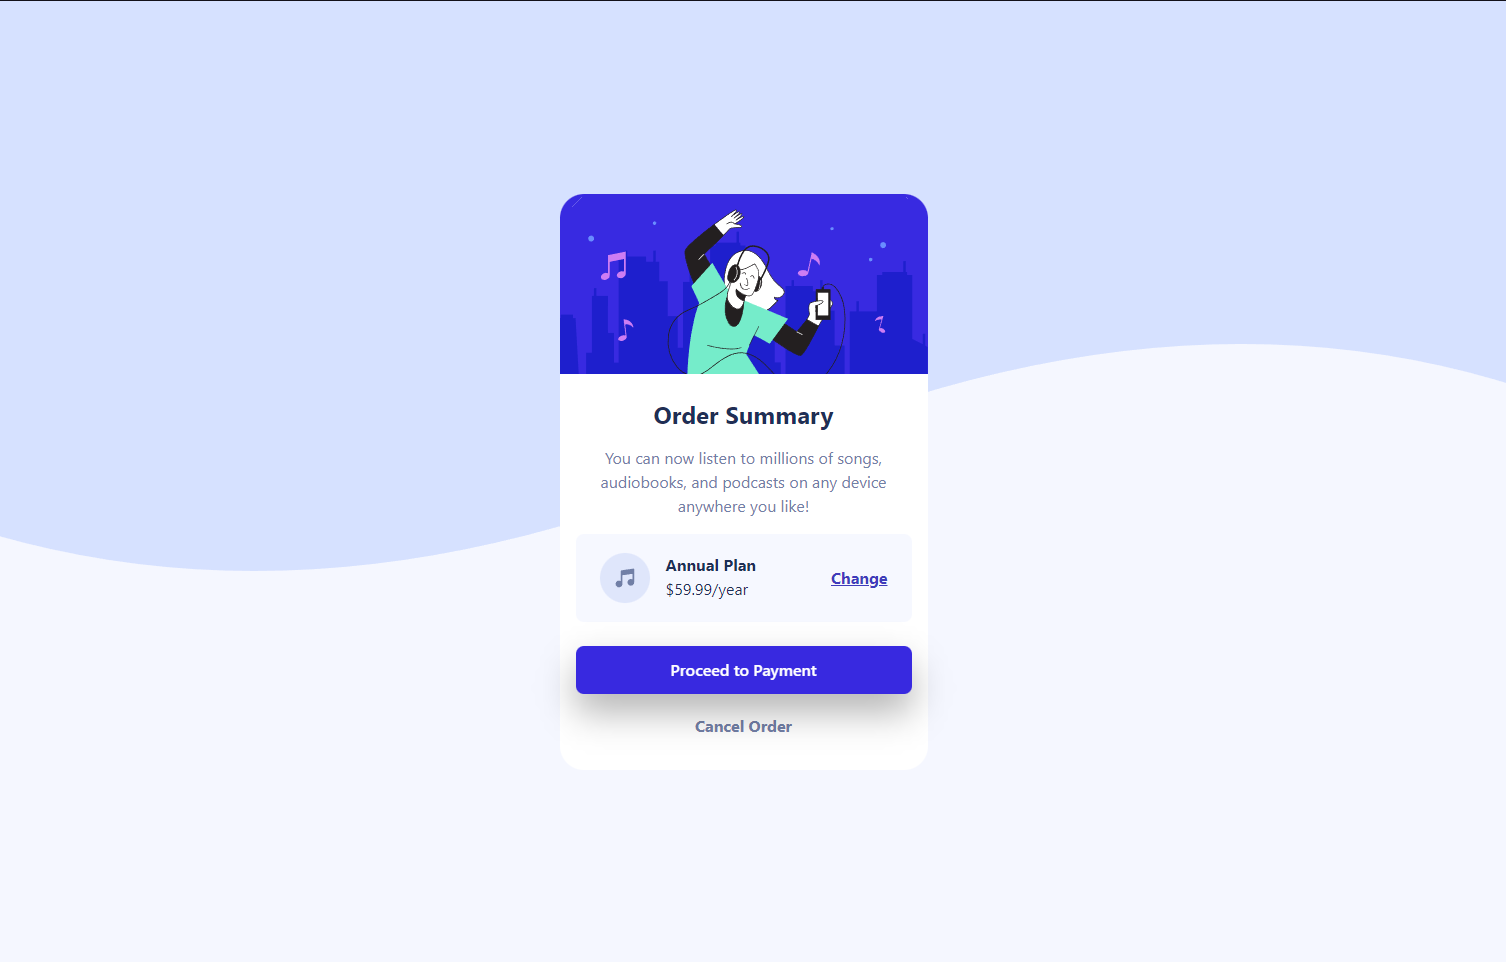 Order Summary
You can now listen to millions of songs,
audiobooks, and podcasts on any device
anywhere you like!
Annual Plan
$59.99/year
Change
Proceed to Payment
Cancel Order